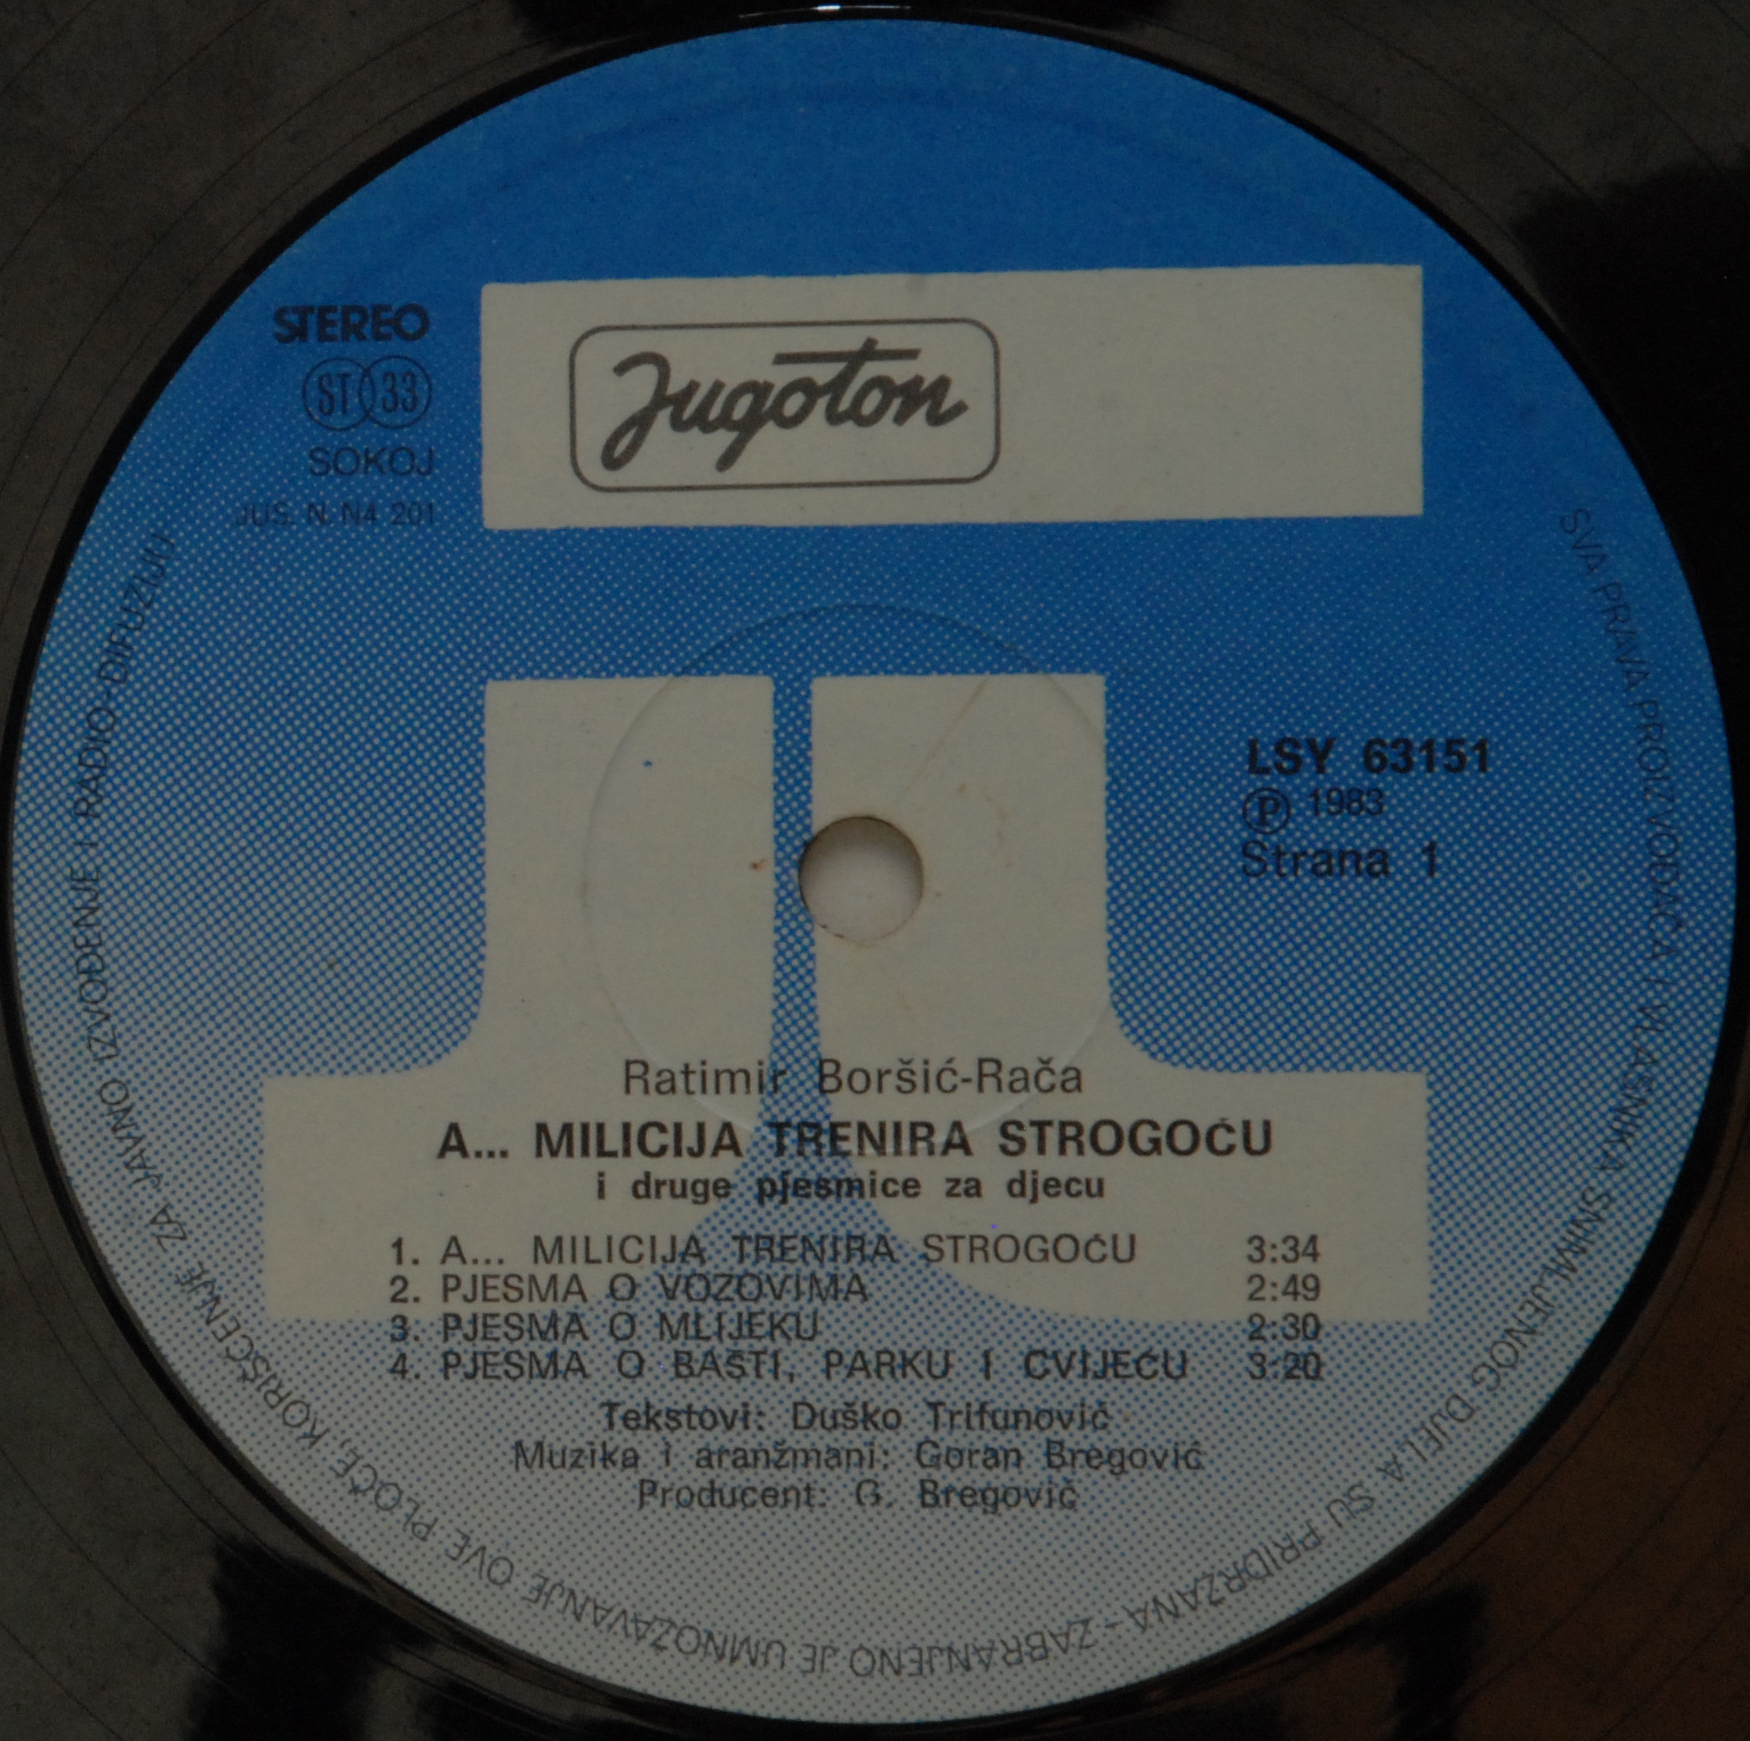 STEREO
ST 33
SOKOJ
JUS. N. N4 201
Jugoton
LSY 63151
Ⓟ 1983
Strana 1
Ratimir Boršić-Rača
A... MILICIJA TRENIRA STROGOĆU
i druge pjesmice za djecu
1. A... MILICIJA TRENIRA STROGOĆU 3:34
2. PJESMA O VOZOVIMA 2:49
3. PJESMA O MLIJEKU 2:30
4. PJESMA O BAŠTI, PARKU I CVIJEĆU 3:20
Tekstovi: Duško Trifunović
Muzika i aranžmani: Goran Bregović
Producent: G. Bregović
SVA PRAVA PROIZVOĐAČA I VLASNIKA SNIMLJENOG DJELA SU PRIDRŽANA - ZABRANJENO JE UMNOŽAVANJE OVE PLOČE, KORIŠĆENJE ZA JAVNO IZVOĐENJE I RADIO-DIFUZIJU